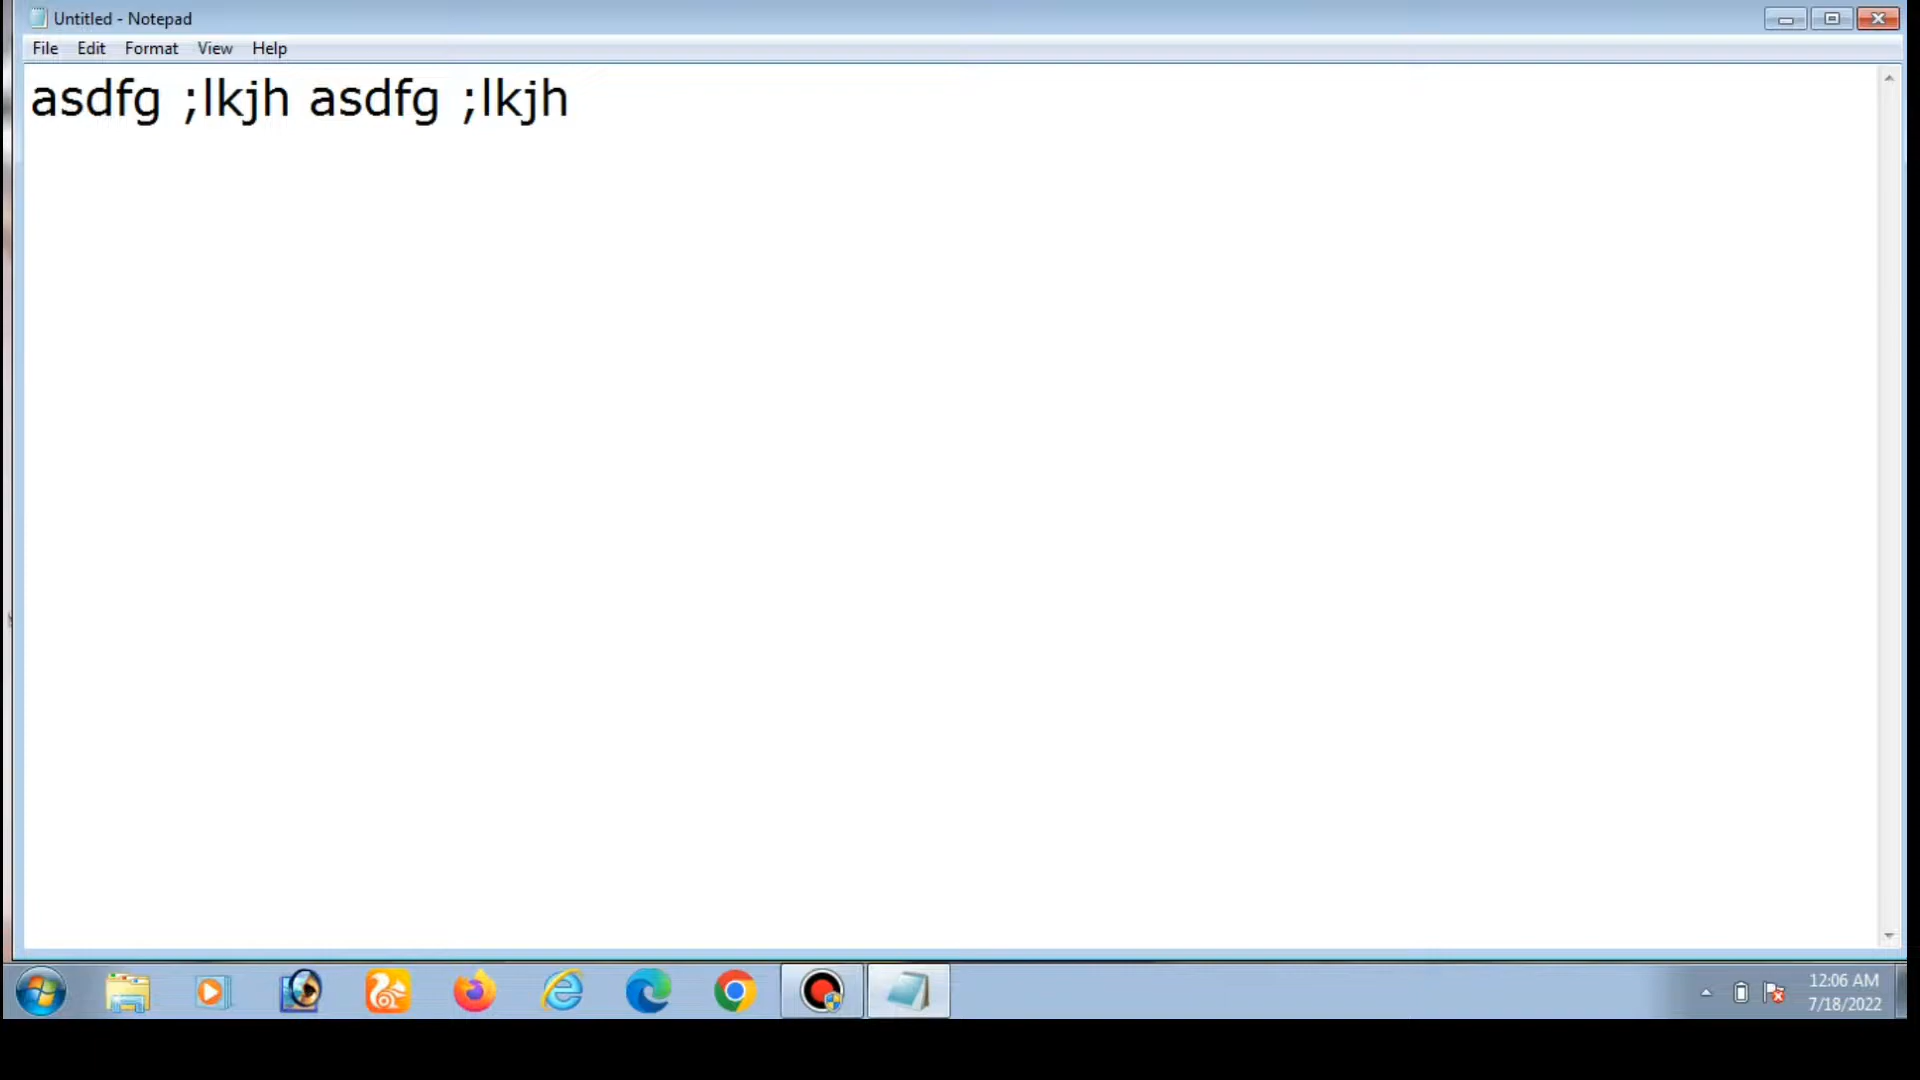 Untitled - Notepad
File Edit Format View Help
asdfg ;lkjh asdfg ;lkjh
12:06 AM
7/18/2022